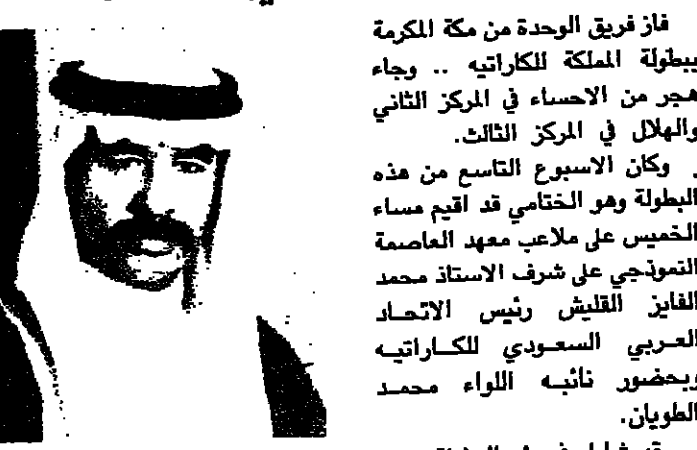 فاز فريق الوحدة من مكة المكرمة
ببطولة المملكة للكاراتيه .. وجاء
هجر من الاحساء في المركز الثاني
والهلال في المركز الثالث.
وكان الاسبوع التاسع من هذه
البطولة وهو الختامي قد اقيم مساء
الخميس على ملاعب معهد العاصمة
النموذجي على شرف الاستاذ محمد
الفايز القليش رئيس الاتحاد
العربي السعودي للكاراتيه
وبحضور نائبه اللواء محمد
الطويان.